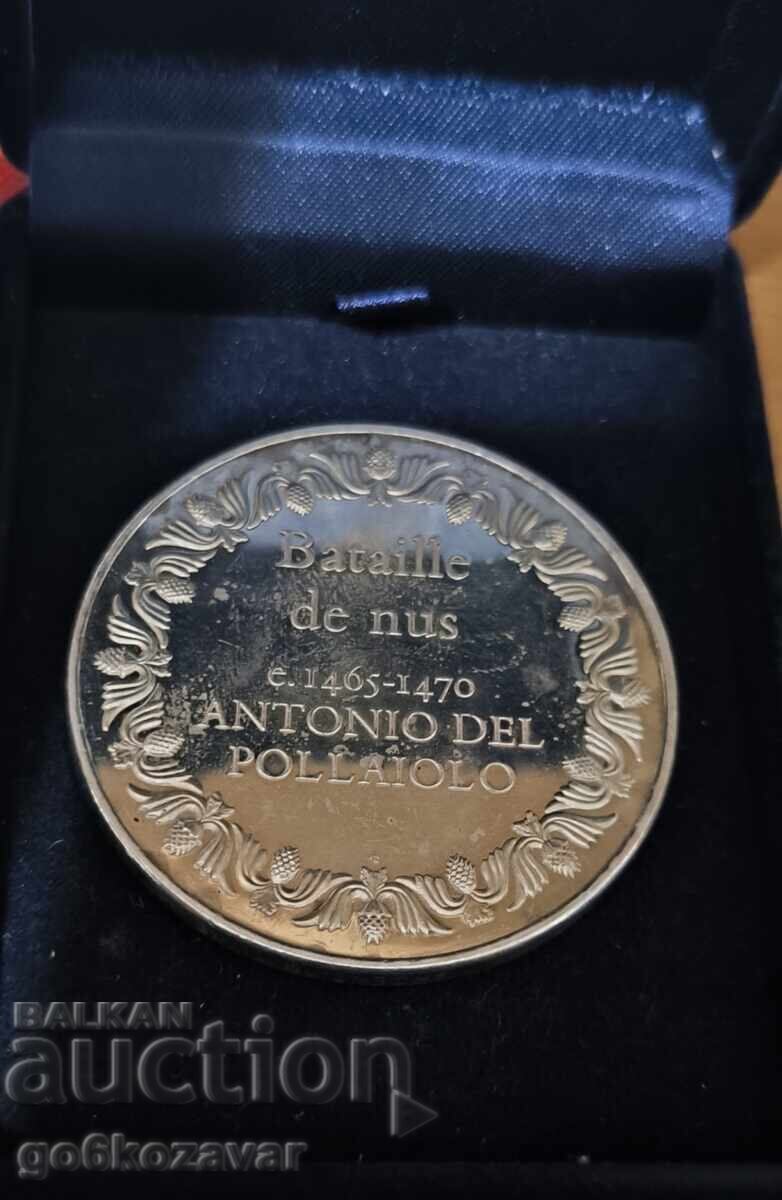 Bataille
de nus
c. 1465-1470
ANTONIO DEL
POLLAIOLO
BALKAN
auction
go6kozavar